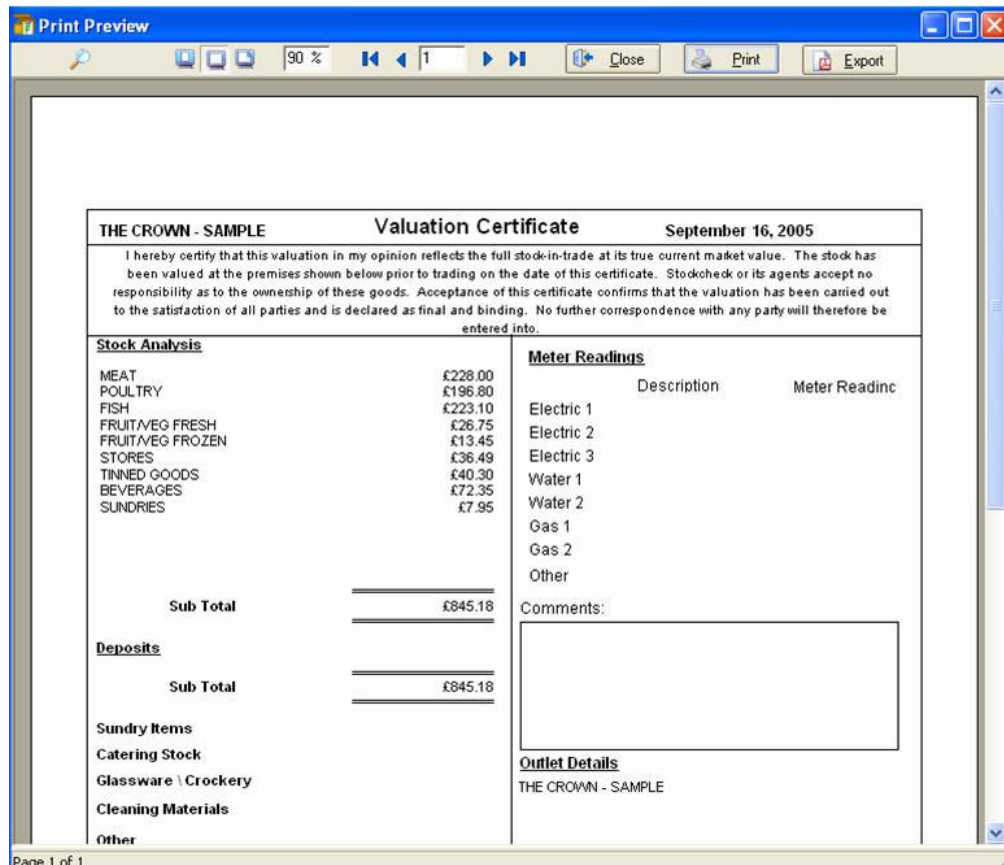 Print Preview
90 %
1
Close
Print
Export
THE CROWN - SAMPLE Valuation Certificate September 16, 2005
I hereby certify that this valuation in my opinion reflects the full stock-in-trade at its true current market value. The stock has
been valued at the premises shown below prior to trading on the date of this certificate. Stockcheck or its agents accept no
responsibility as to the ownership of these goods. Acceptance of this certificate confirms that the valuation has been carried out
to the satisfaction of all parties and is declared as final and binding. No further correspondence with any party will therefore be
entered into.
Stock Analysis
MEAT £228.00
POULTRY £196.80
FISH £223.10
FRUIT/VEG FRESH £26.75
FRUIT/VEG FROZEN £13.45
STORES £36.49
TINNED GOODS £40.30
BEVERAGES £72.35
SUNDRIES £7.95
Sub Total £845.18
Deposits
Sub Total £845.18
Sundry Items
Catering Stock
Glassware \ Crockery
Cleaning Materials
Other
Meter Readings
Description Meter Readinc
Electric 1
Electric 2
Electric 3
Water 1
Water 2
Gas 1
Gas 2
Other
Comments:
Outlet Details
THE CROWN - SAMPLE
Page 1 of 1